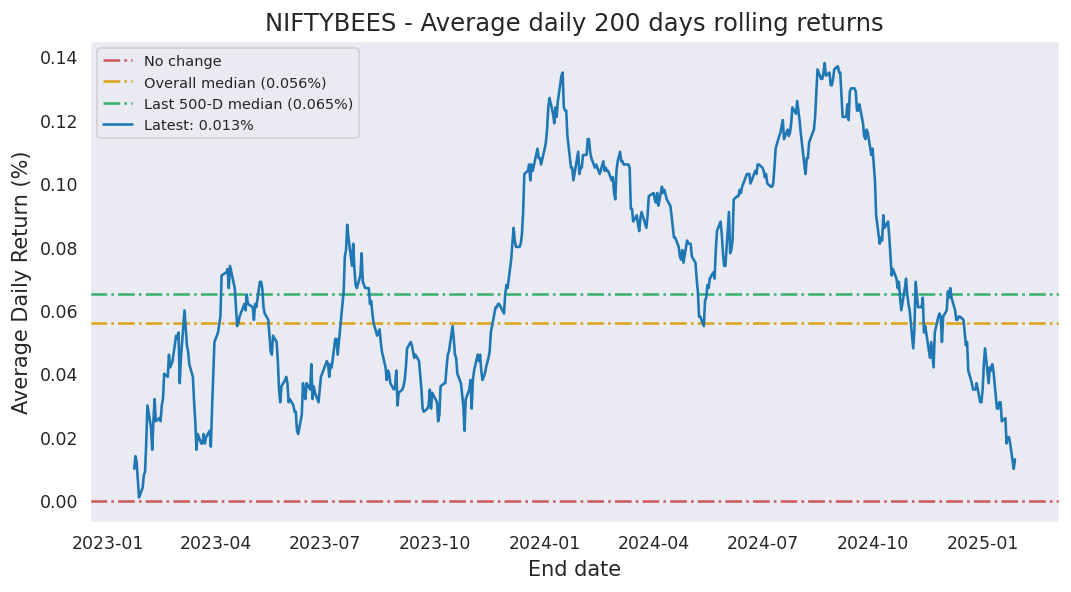 NIFTYBEES - Average daily 200 days rolling returns
No change
Overall median (0.056%)
Last 500-D median (0.065%)
Latest: 0.013%
Average Daily Return (%)
0.14
0.12
0.10
0.08
0.06
0.04
0.02
0.00
2023-01 2023-04 2023-07 2023-10 2024-01 2024-04 2024-07 2024-10 2025-01
End date